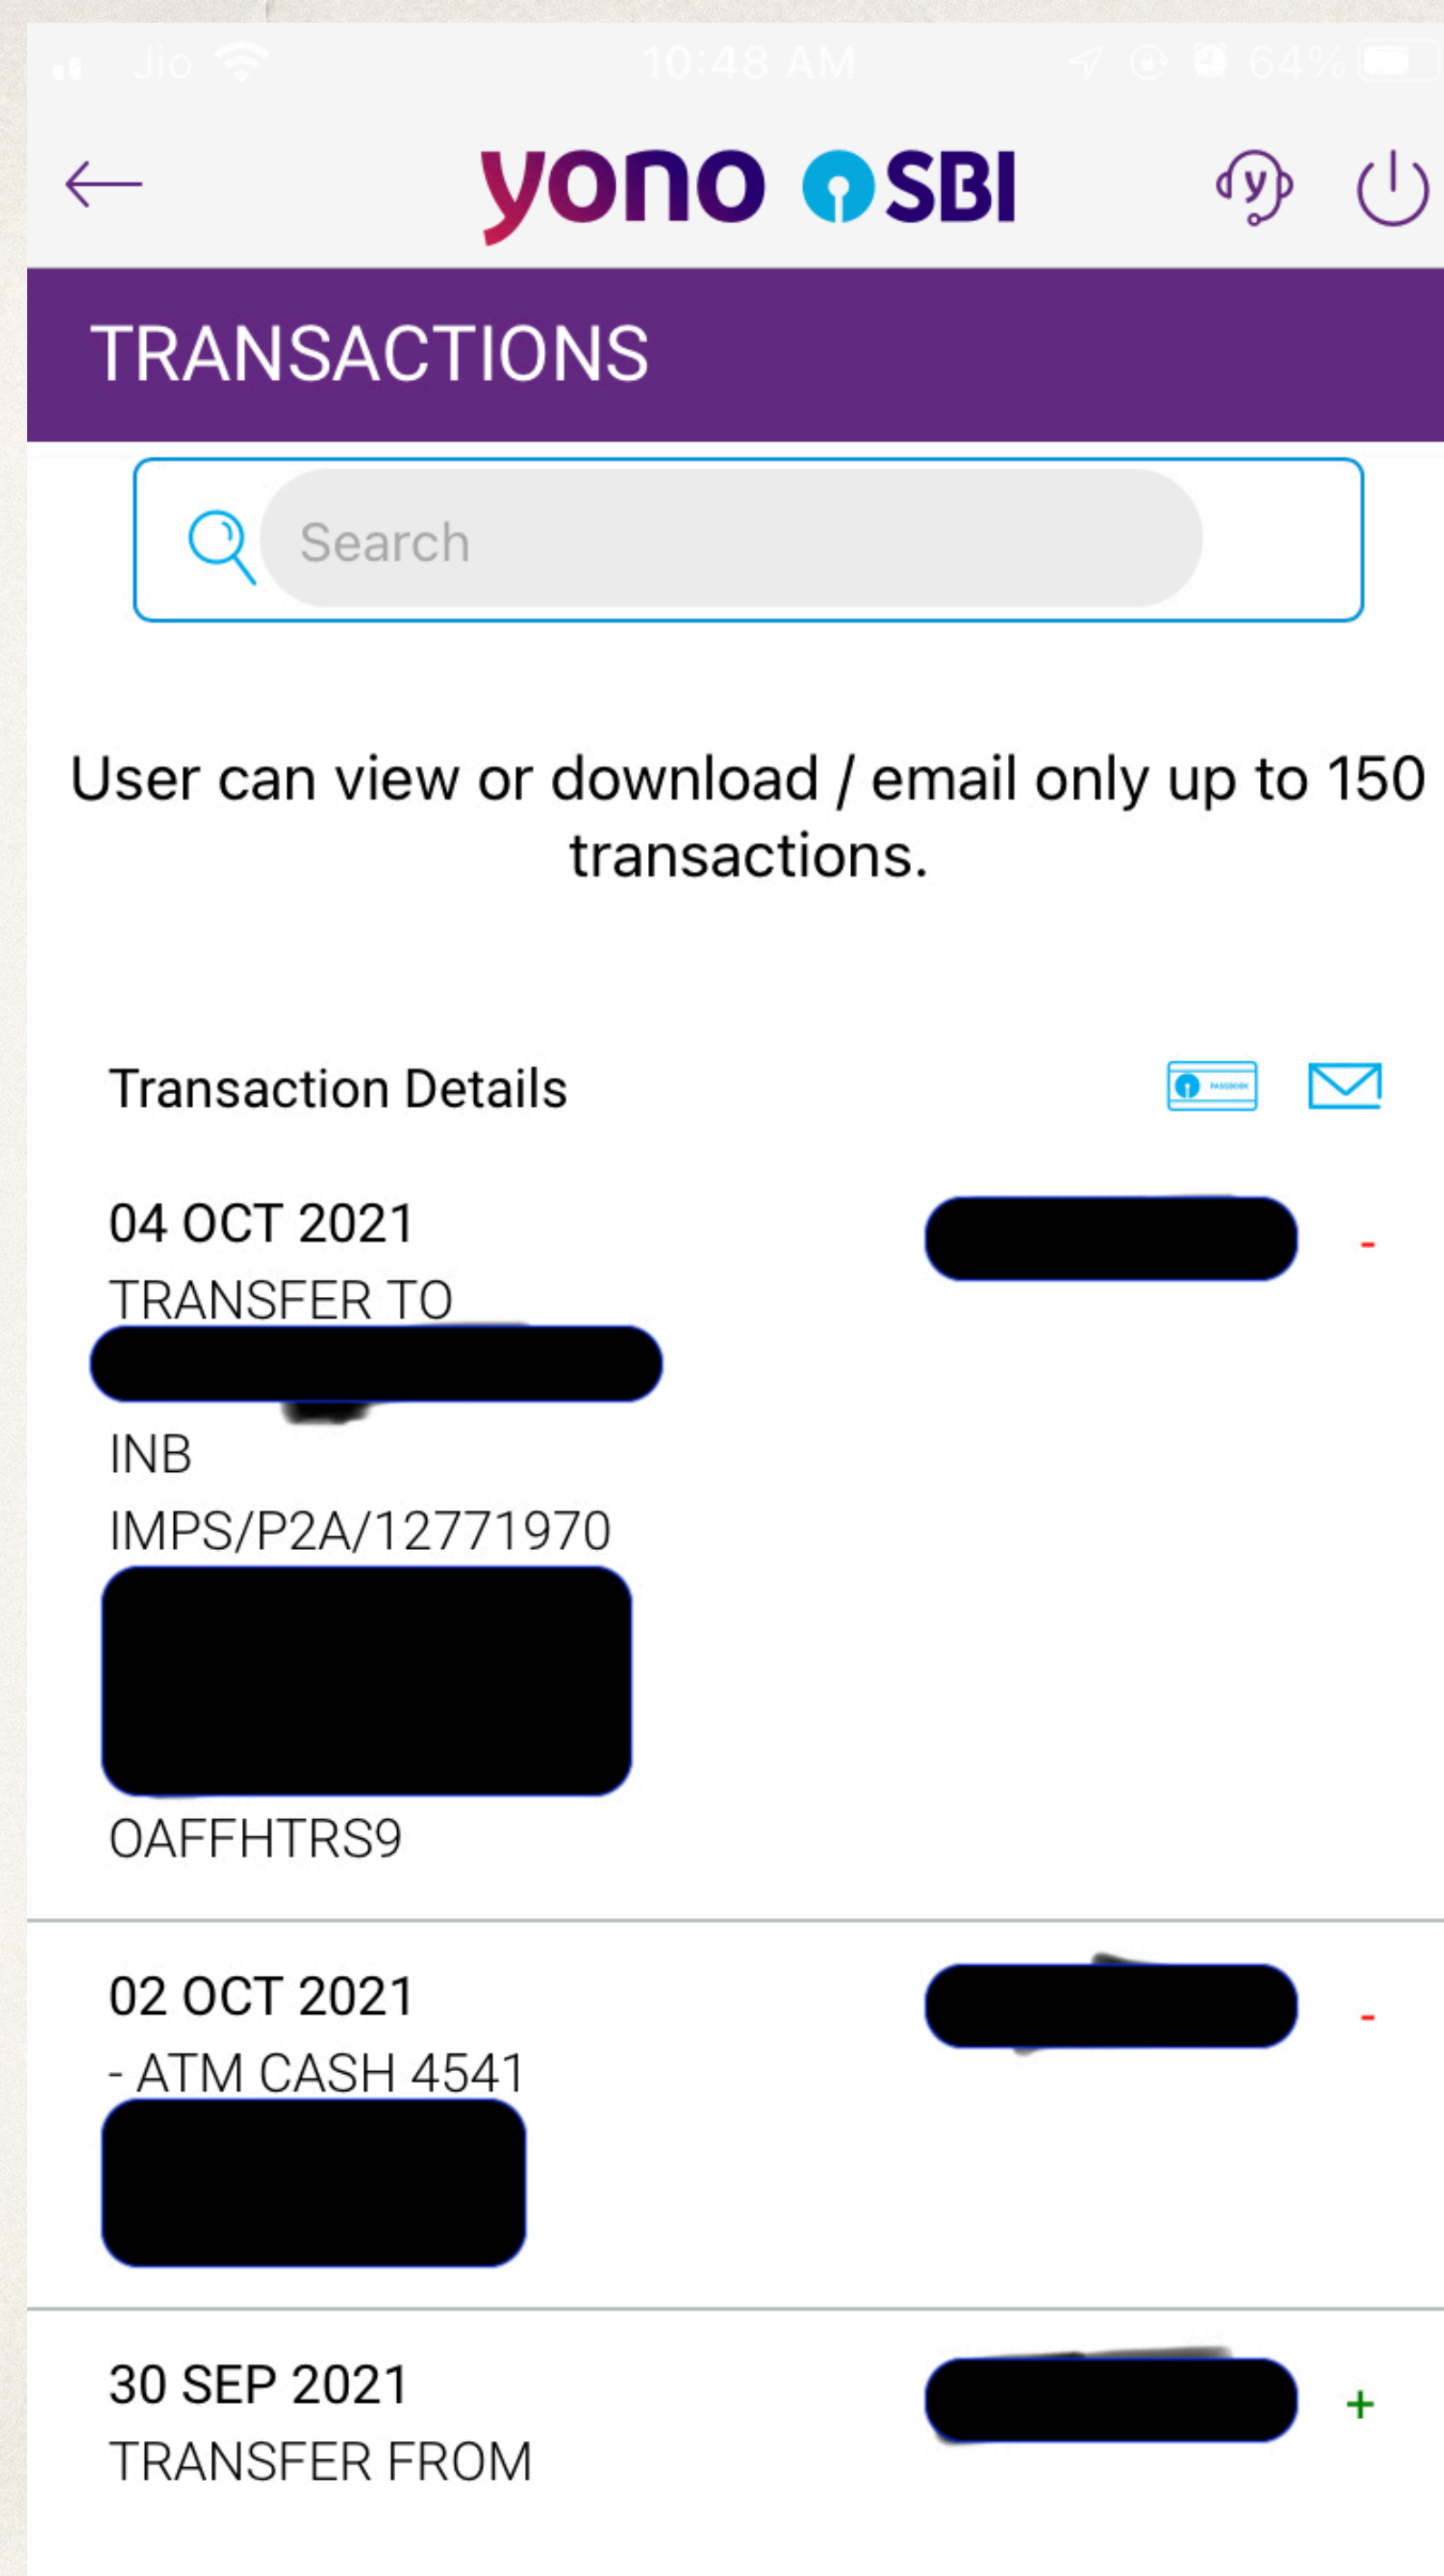 Jio 10:48 AM 64%
yono SBI
y
TRANSACTIONS
Search
User can view or download / email only up to 150
transactions.
Transaction Details
PASSBOOK
04 OCT 2021 -
TRANSFER TO
INB
IMPS/P2A/12771970
OAFFHTRS9
02 OCT 2021 -
- ATM CASH 4541
30 SEP 2021 +
TRANSFER FROM